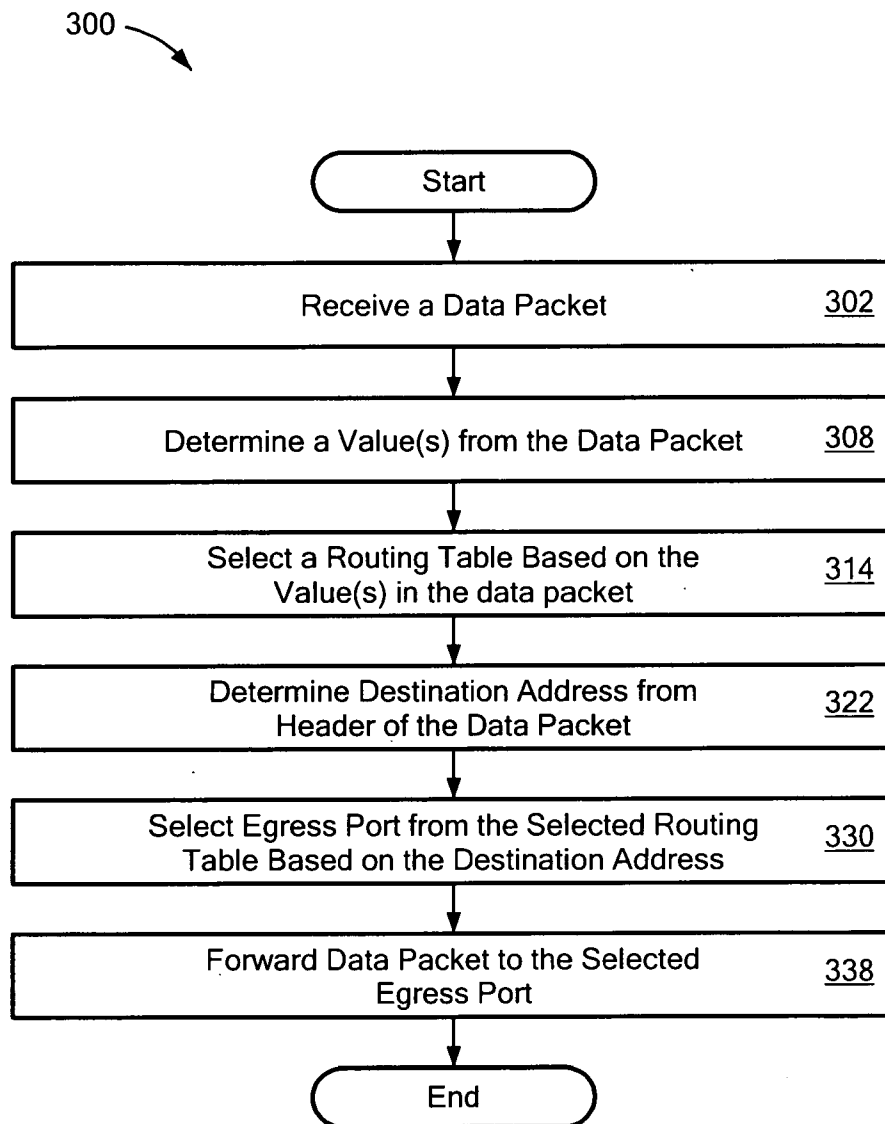 300
Start
Receive a Data Packet 302
Determine a Value(s) from the Data Packet 308
Select a Routing Table Based on the
Value(s) in the data packet
314
Determine Destination Address from
Header of the Data Packet
322
Select Egress Port from the Selected Routing
Table Based on the Destination Address
330
Forward Data Packet to the Selected
Egress Port
338
End